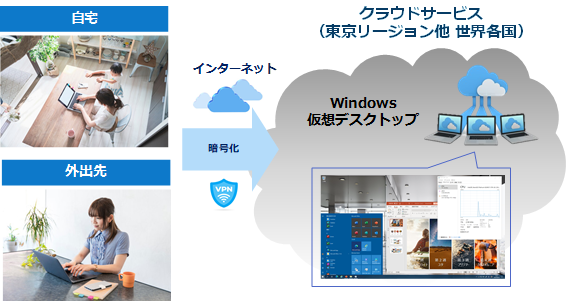 自宅
外出先
インターネット
暗号化
VPN
クラウドサービス
（東京リージョン他 世界各国）
Windows
仮想デスクトップ